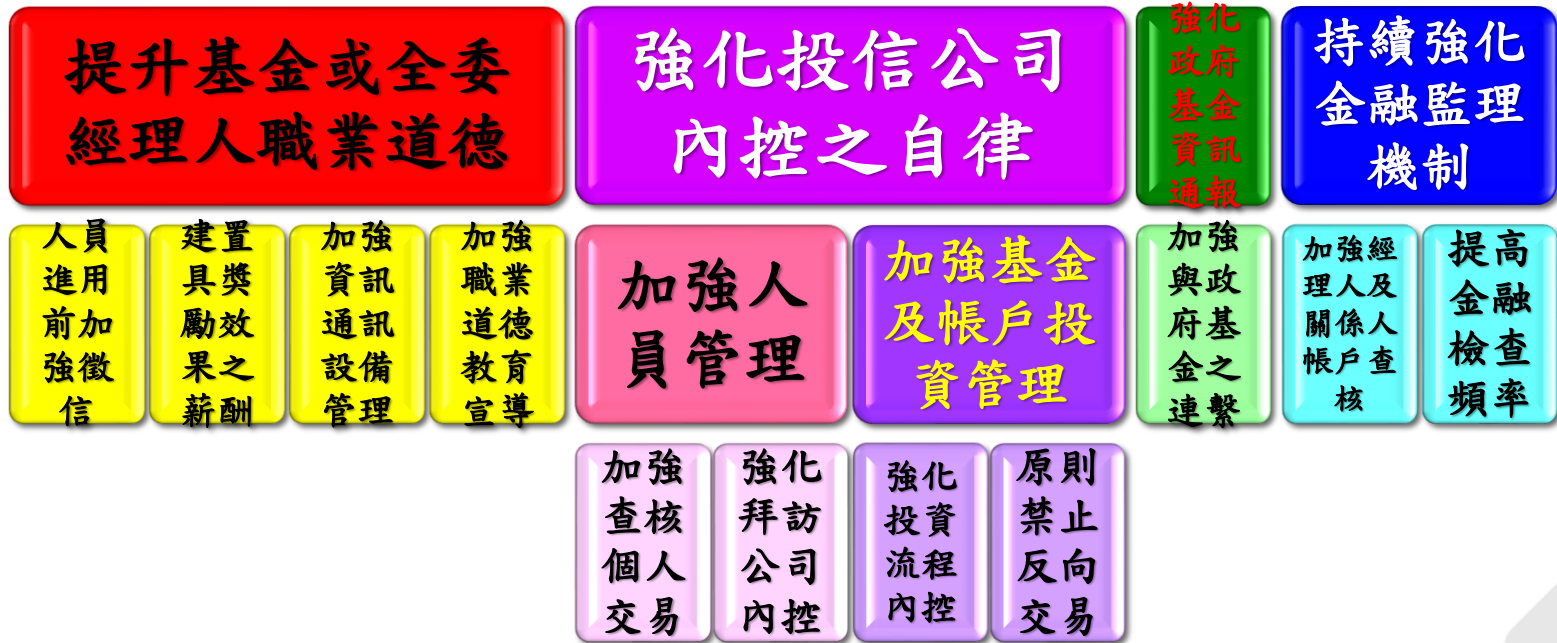 提升基金或全委
經理人職業道德
強化投信公司
內控之自律
強化
政府
基金
資訊
通報
持續強化
金融監理
機制
人員
進用
前加
強徵
信
建置
具獎
勵效
果之
薪酬
加強
資訊
通訊
設備
管理
加強
職業
道德
教育
宣導
加強人
員管理
加強基金
及帳戶投
資管理
加強
與政
府基
金之
連繫
加強經
理人及
關係人
帳戶查
核
提高
金融
檢查
頻率
加強
查核
個人
交易
強化
拜訪
公司
內控
強化
投資
流程
內控
原則
禁止
反向
交易